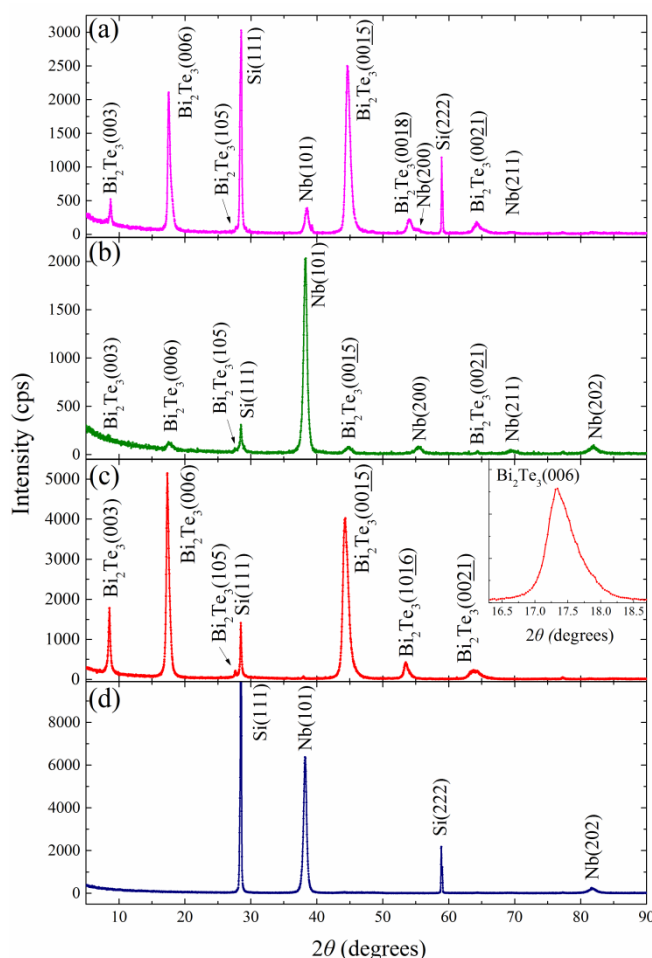 Intensity (cps)
(a)
3000
2500
2000
1500
1000
500
0
Bi₂Te₃(003)
Bi₂Te₃(006)
Bi₂Te₃(105)
Si(111)
Nb(101)
Bi₂Te₃(0015)
Bi₂Te₃(0018)
Nb(200)
Si(222)
Bi₂Te₃(0021)
Nb(211)
(b)
2000
1500
1000
500
0
Bi₂Te₃(003)
Bi₂Te₃(006)
Bi₂Te₃(105)
Si(111)
Nb(101)
Bi₂Te₃(0015)
Nb(200)
Bi₂Te₃(0021)
Nb(211)
Nb(202)
(c)
5000
4000
3000
2000
1000
0
Bi₂Te₃(003)
Bi₂Te₃(006)
Bi₂Te₃(105)
Si(111)
Bi₂Te₃(0015)
Bi₂Te₃(1016)
Bi₂Te₃(0021)
Bi₂Te₃(006)
16.5 17.0 17.5 18.0 18.5
2θ (degrees)
(d)
8000
6000
4000
2000
0
Si(111)
Nb(101)
Si(222)
Nb(202)
10 20 30 40 50 60 70 80 90
2θ (degrees)